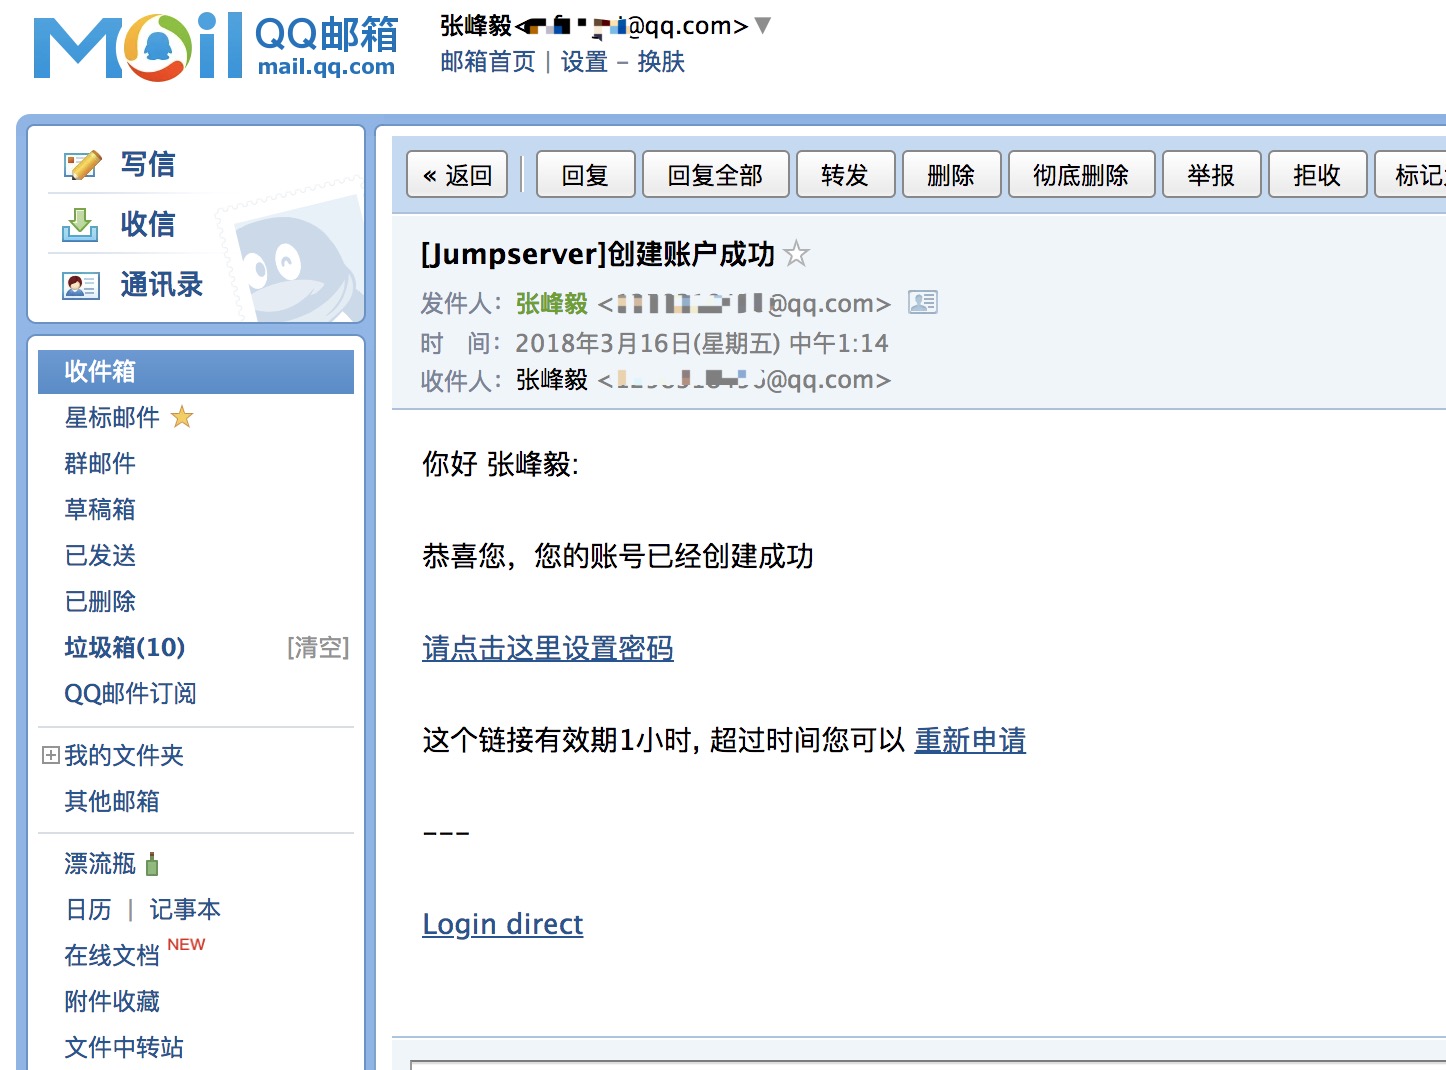 Mail QQ邮箱
mail.qq.com
张峰毅< @qq.com>
邮箱首页 | 设置 - 换肤
写信
收信
通讯录
« 返回 回复 回复全部 转发 删除 彻底删除 举报 拒收 标记
[Jumpserver]创建账户成功
发件人：张峰毅 < @qq.com>
时 间：2018年3月16日(星期五) 中午1:14
收件人：张峰毅 < @qq.com>
收件箱
星标邮件
群邮件
草稿箱
已发送
已删除
垃圾箱(10) [清空]
QQ邮件订阅
我的文件夹
其他邮箱
漂流瓶
日历 | 记事本
在线文档 NEW
附件收藏
文件中转站
你好 张峰毅:
恭喜您，您的账号已经创建成功
请点击这里设置密码
这个链接有效期1小时, 超过时间您可以 重新申请
---
Login direct